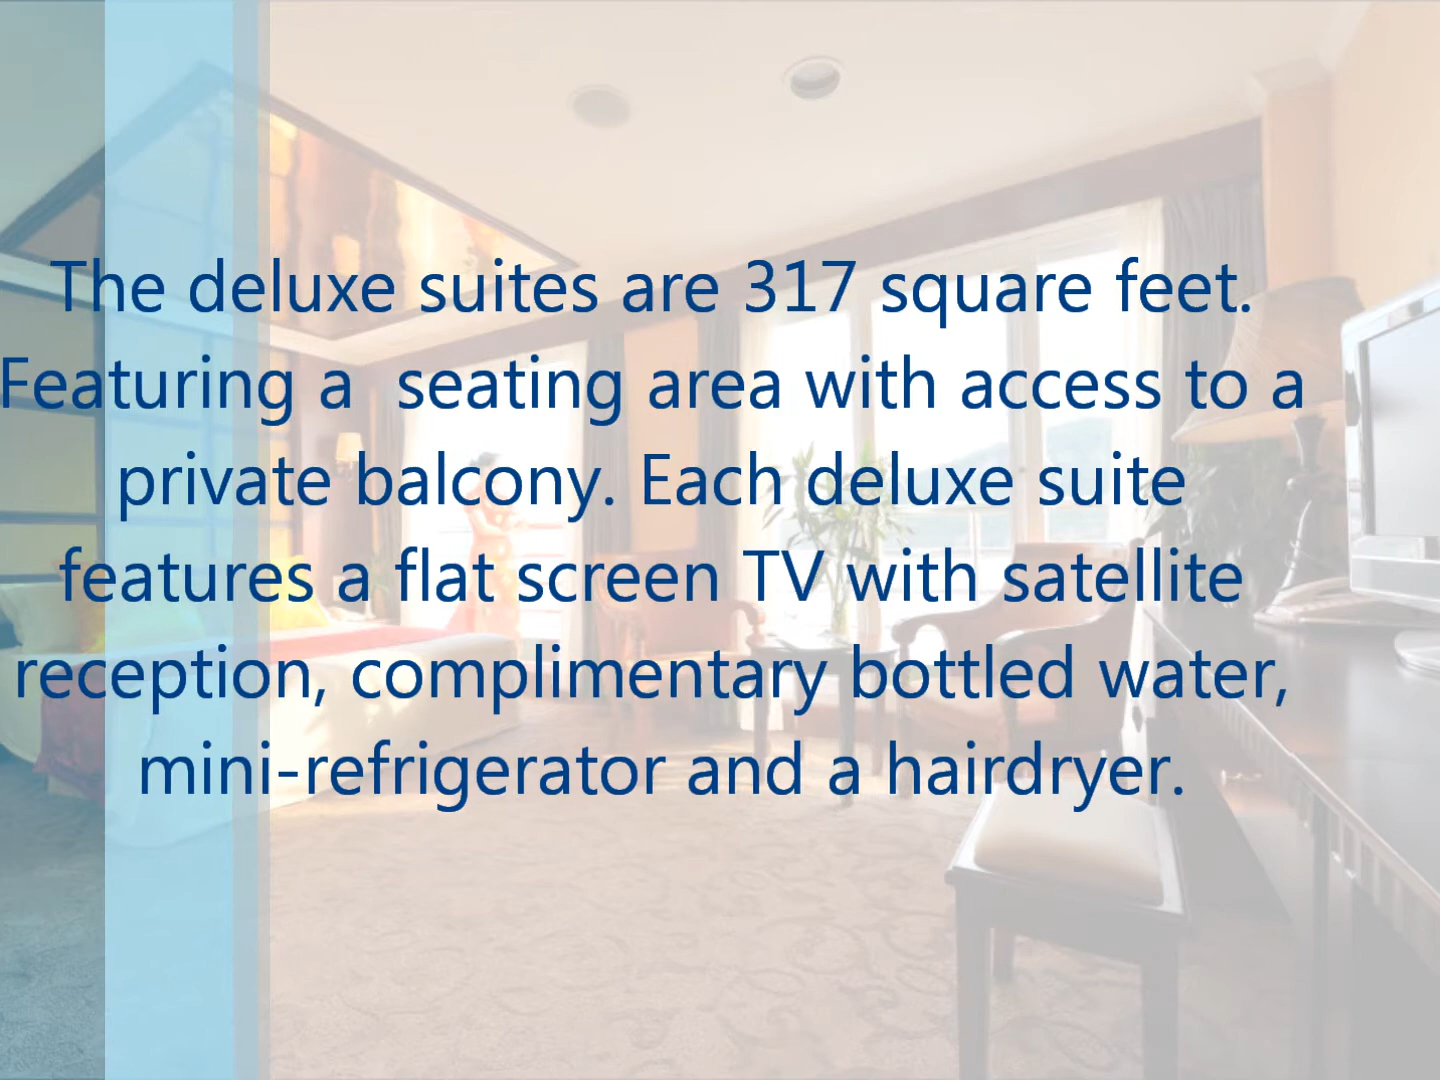 The deluxe suites are 317 square feet.
Featuring a  seating area with access to a
private balcony. Each deluxe suite
features a flat screen TV with satellite
reception, complimentary bottled water,
mini-refrigerator and a hairdryer.